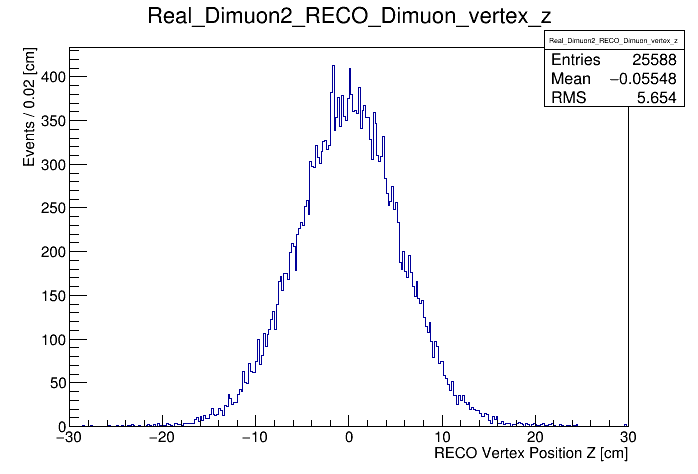 Real_Dimuon2_RECO_Dimuon_vertex_z
Real_Dimuon2_RECO_Dimuon_vertex_z
Entries 25588
Mean −0.05548
RMS 5.654
Events / 0.02 [cm]
400
350
300
250
200
150
100
50
0
−30 −20 −10 0 10 20 30
RECO Vertex Position Z [cm]